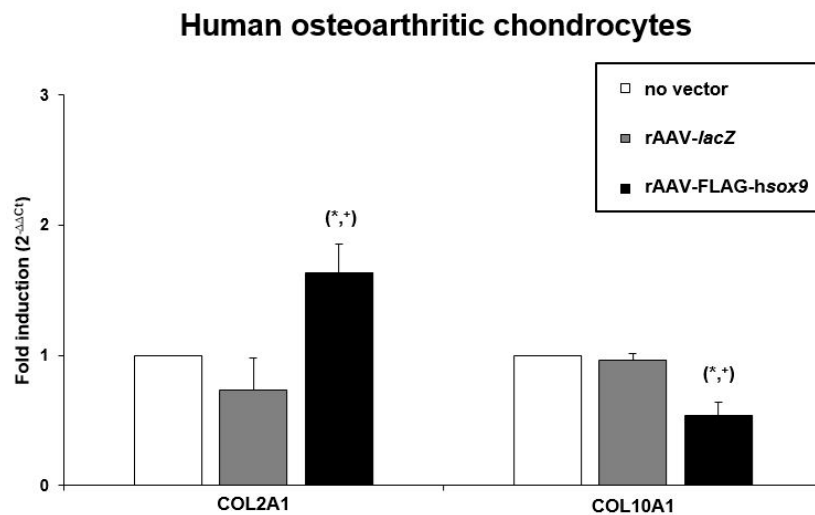 Human osteoarthritic chondrocytes
no vector
rAAV-lacZ
rAAV-FLAG-hsox9
Fold induction (2-ΔΔCt)
3
2
1
0
(*,+)
(*,+)
COL2A1
COL10A1